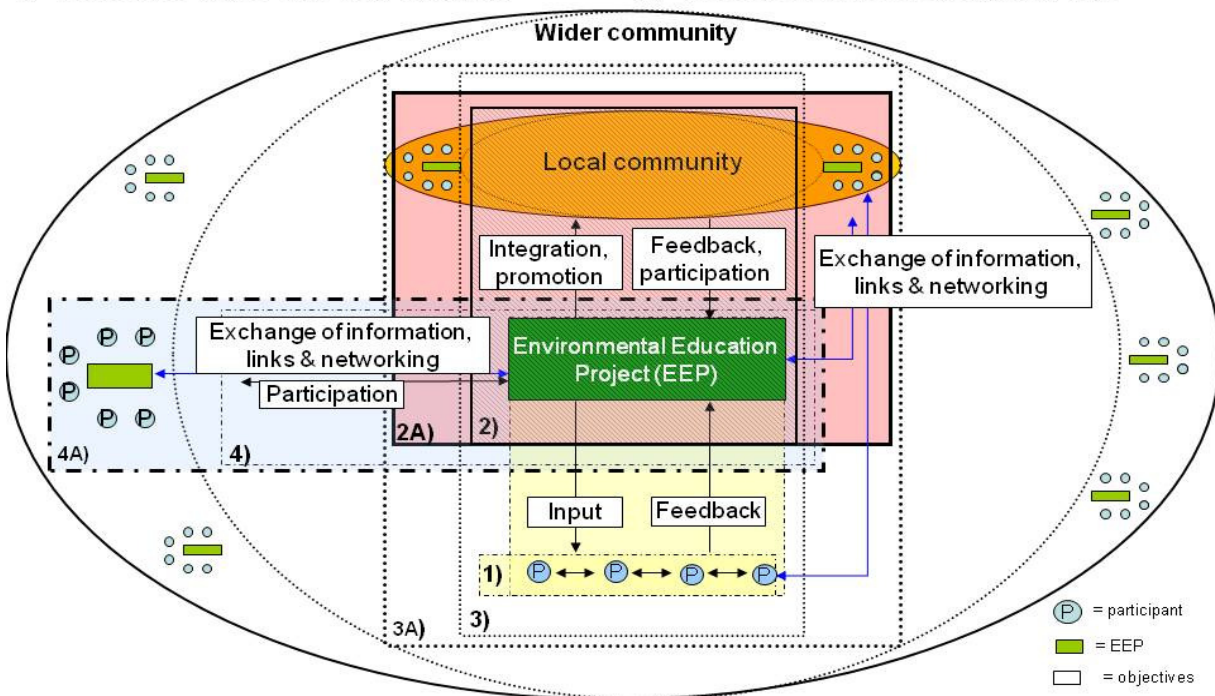 Wider community
Local community
Integration,
promotion
Feedback,
participation
Exchange of information,
links & networking
Exchange of information,
links & networking
Environmental Education
Project (EEP)
Participation
P
P
P
P
P
P
2A)
2)
4A)
4)
Input
Feedback
1)
P
P
P
P
3A)
3)
P = participant
= EEP
= objectives